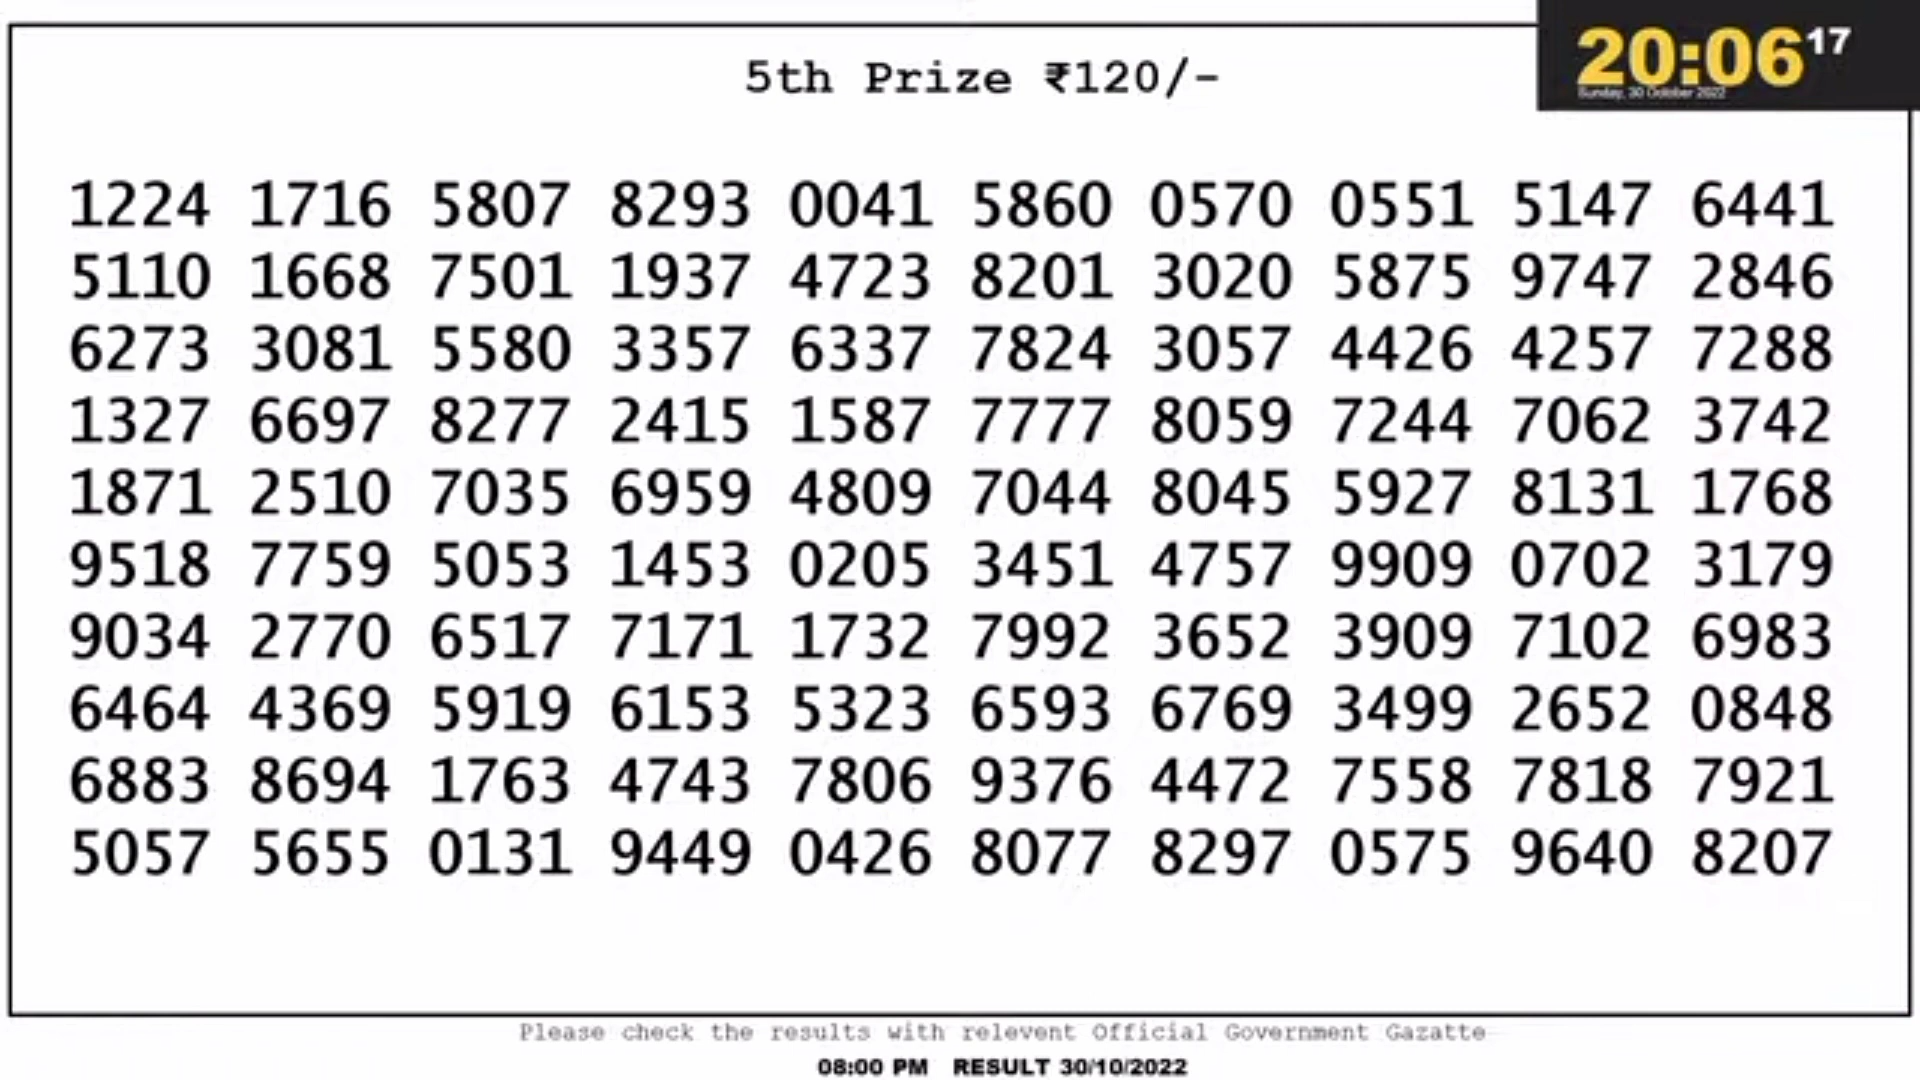 20:06 17
Sunday, 30 October 2022
5th Prize ₹120/-
1224 1716 5807 8293 0041 5860 0570 0551 5147 6441
5110 1668 7501 1937 4723 8201 3020 5875 9747 2846
6273 3081 5580 3357 6337 7824 3057 4426 4257 7288
1327 6697 8277 2415 1587 7777 8059 7244 7062 3742
1871 2510 7035 6959 4809 7044 8045 5927 8131 1768
9518 7759 5053 1453 0205 3451 4757 9909 0702 3179
9034 2770 6517 7171 1732 7992 3652 3909 7102 6983
6464 4369 5919 6153 5323 6593 6769 3499 2652 0848
6883 8694 1763 4743 7806 9376 4472 7558 7818 7921
5057 5655 0131 9449 0426 8077 8297 0575 9640 8207
Please check the results with relevent Official Government Gazatte
08:00 PM RESULT 30/10/2022